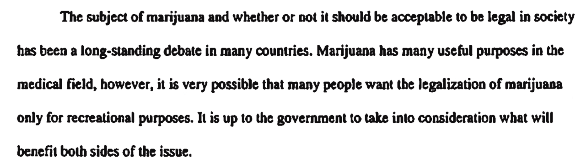 The subject of marijuana and whether or not it should be acceptable to be legal in society
has been a long-standing debate in many countries. Marijuana has many useful purposes in the
medical field, however, it is very possible that many people want the legalization of marijuana
only for recreational purposes. It is up to the government to take into consideration what will
benefit both sides of the issue.